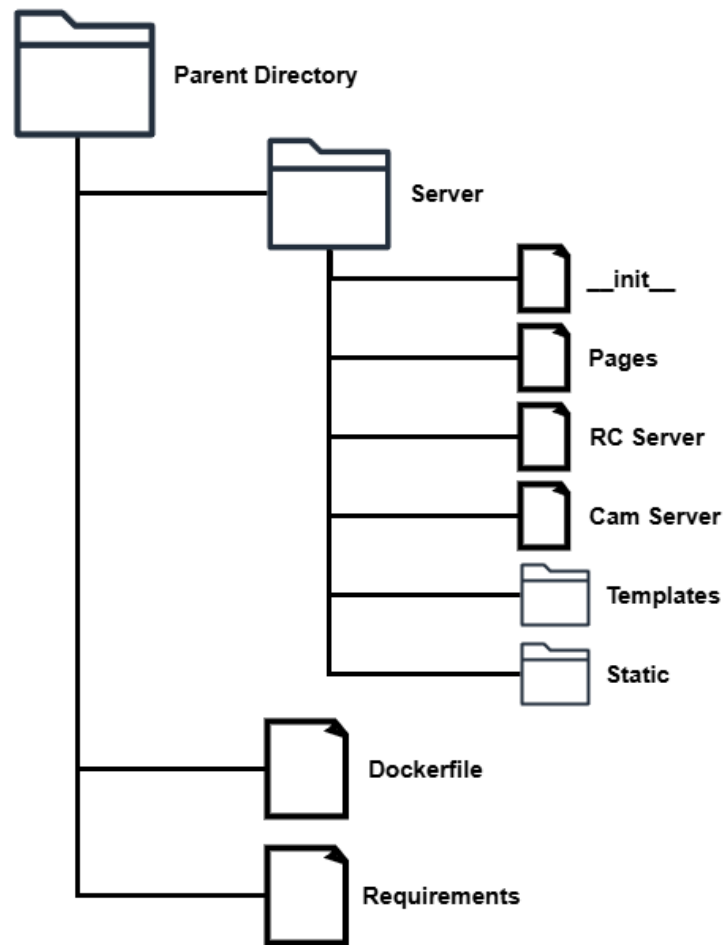 Parent Directory
Server
__init__
Pages
RC Server
Cam Server
Templates
Static
Dockerfile
Requirements